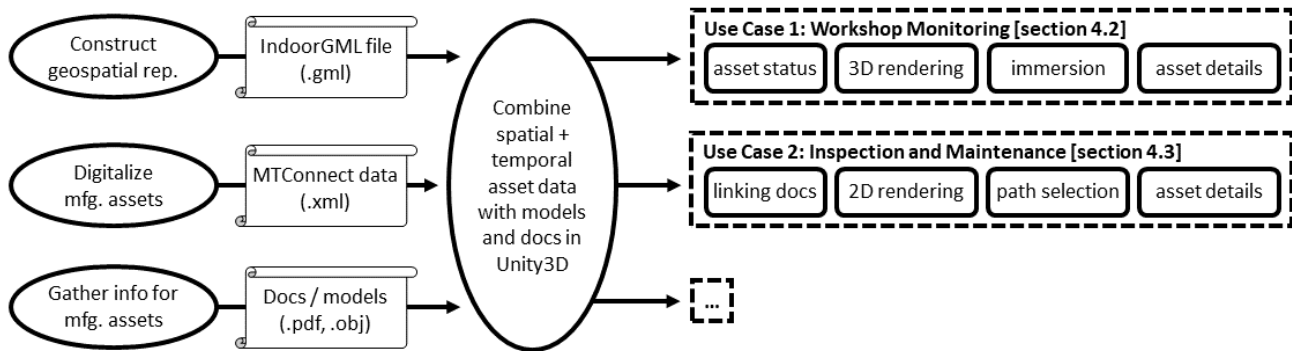 Construct
geospatial rep.
IndoorGML file
(.gml)
Digitalize
mfg. assets
MTConnect data
(.xml)
Gather info for
mfg. assets
Docs / models
(.pdf, .obj)
Combine
spatial +
temporal
asset data
with models
and docs in
Unity3D
Use Case 1: Workshop Monitoring [section 4.2]
asset status 3D rendering immersion asset details
Use Case 2: Inspection and Maintenance [section 4.3]
linking docs 2D rendering path selection asset details
...